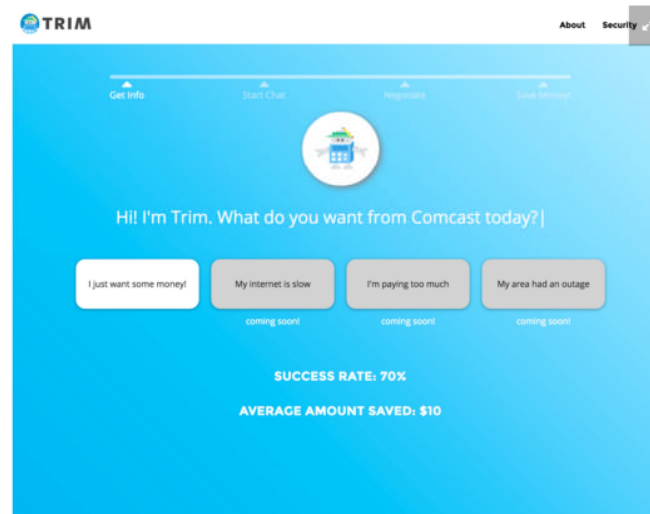 TRIM
About Security
Get Info Start Chat Negotiate Save Money!
Hi! I'm Trim. What do you want from Comcast today?|
I just want some money! My internet is slow I'm paying too much My area had an outage
coming soon! coming soon! coming soon!
SUCCESS RATE: 70%
AVERAGE AMOUNT SAVED: $10